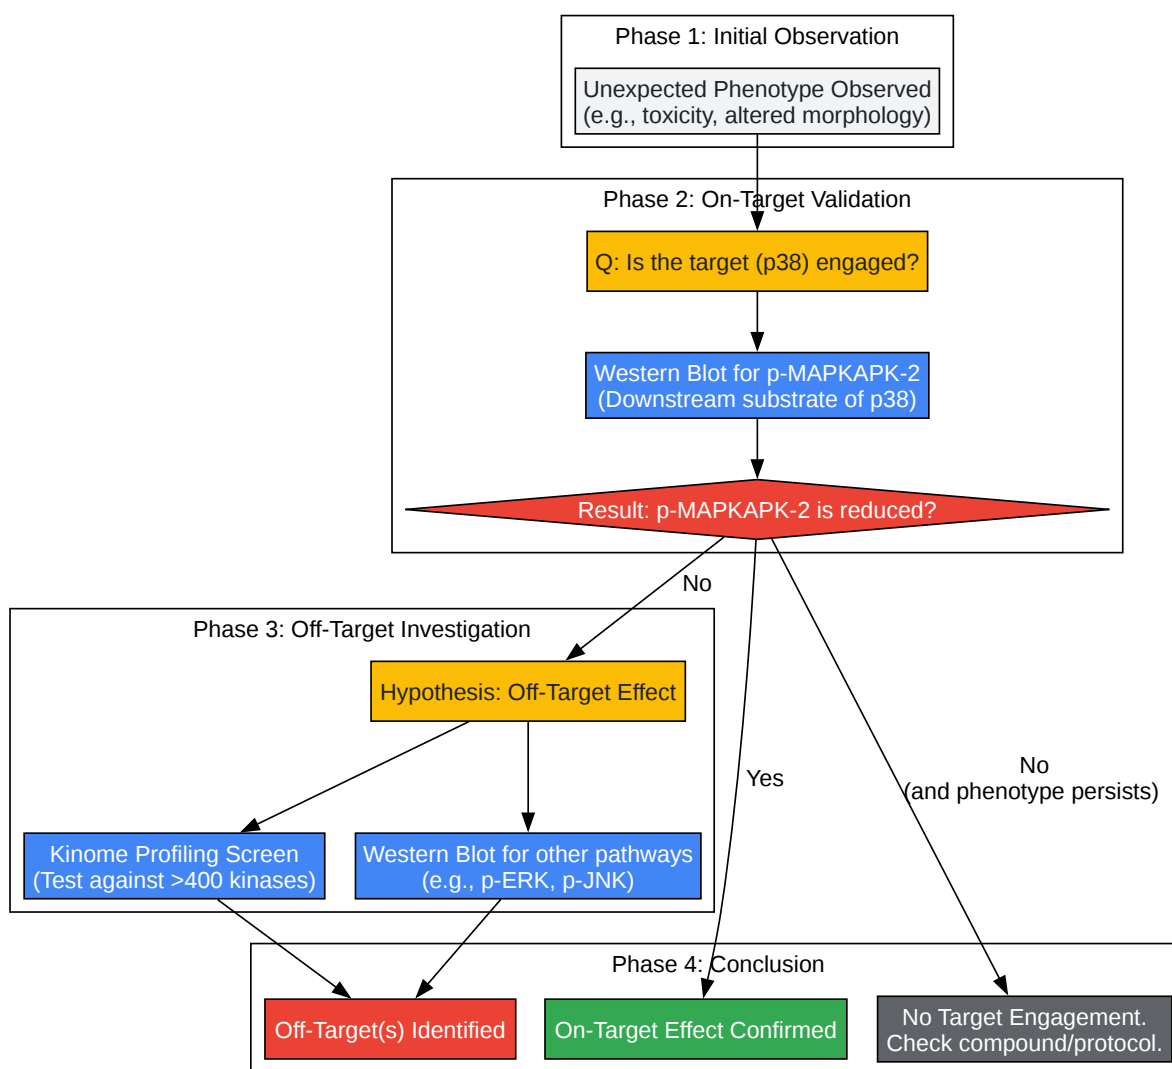 Phase 1: Initial Observation
Unexpected Phenotype Observed
(e.g., toxicity, altered morphology)
Phase 2: On-Target Validation
Q: Is the target (p38) engaged?
Western Blot for p-MAPKAPK-2
(Downstream substrate of p38)
Result: p-MAPKAPK-2 is reduced?
No
Phase 3: Off-Target Investigation
Hypothesis: Off-Target Effect
Yes
No
(and phenotype persists)
Kinome Profiling Screen
(Test against >400 kinases)
Western Blot for other pathways
(e.g., p-ERK, p-JNK)
Phase 4: Conclusion
Off-Target(s) Identified
On-Target Effect Confirmed
No Target Engagement.
Check compound/protocol.